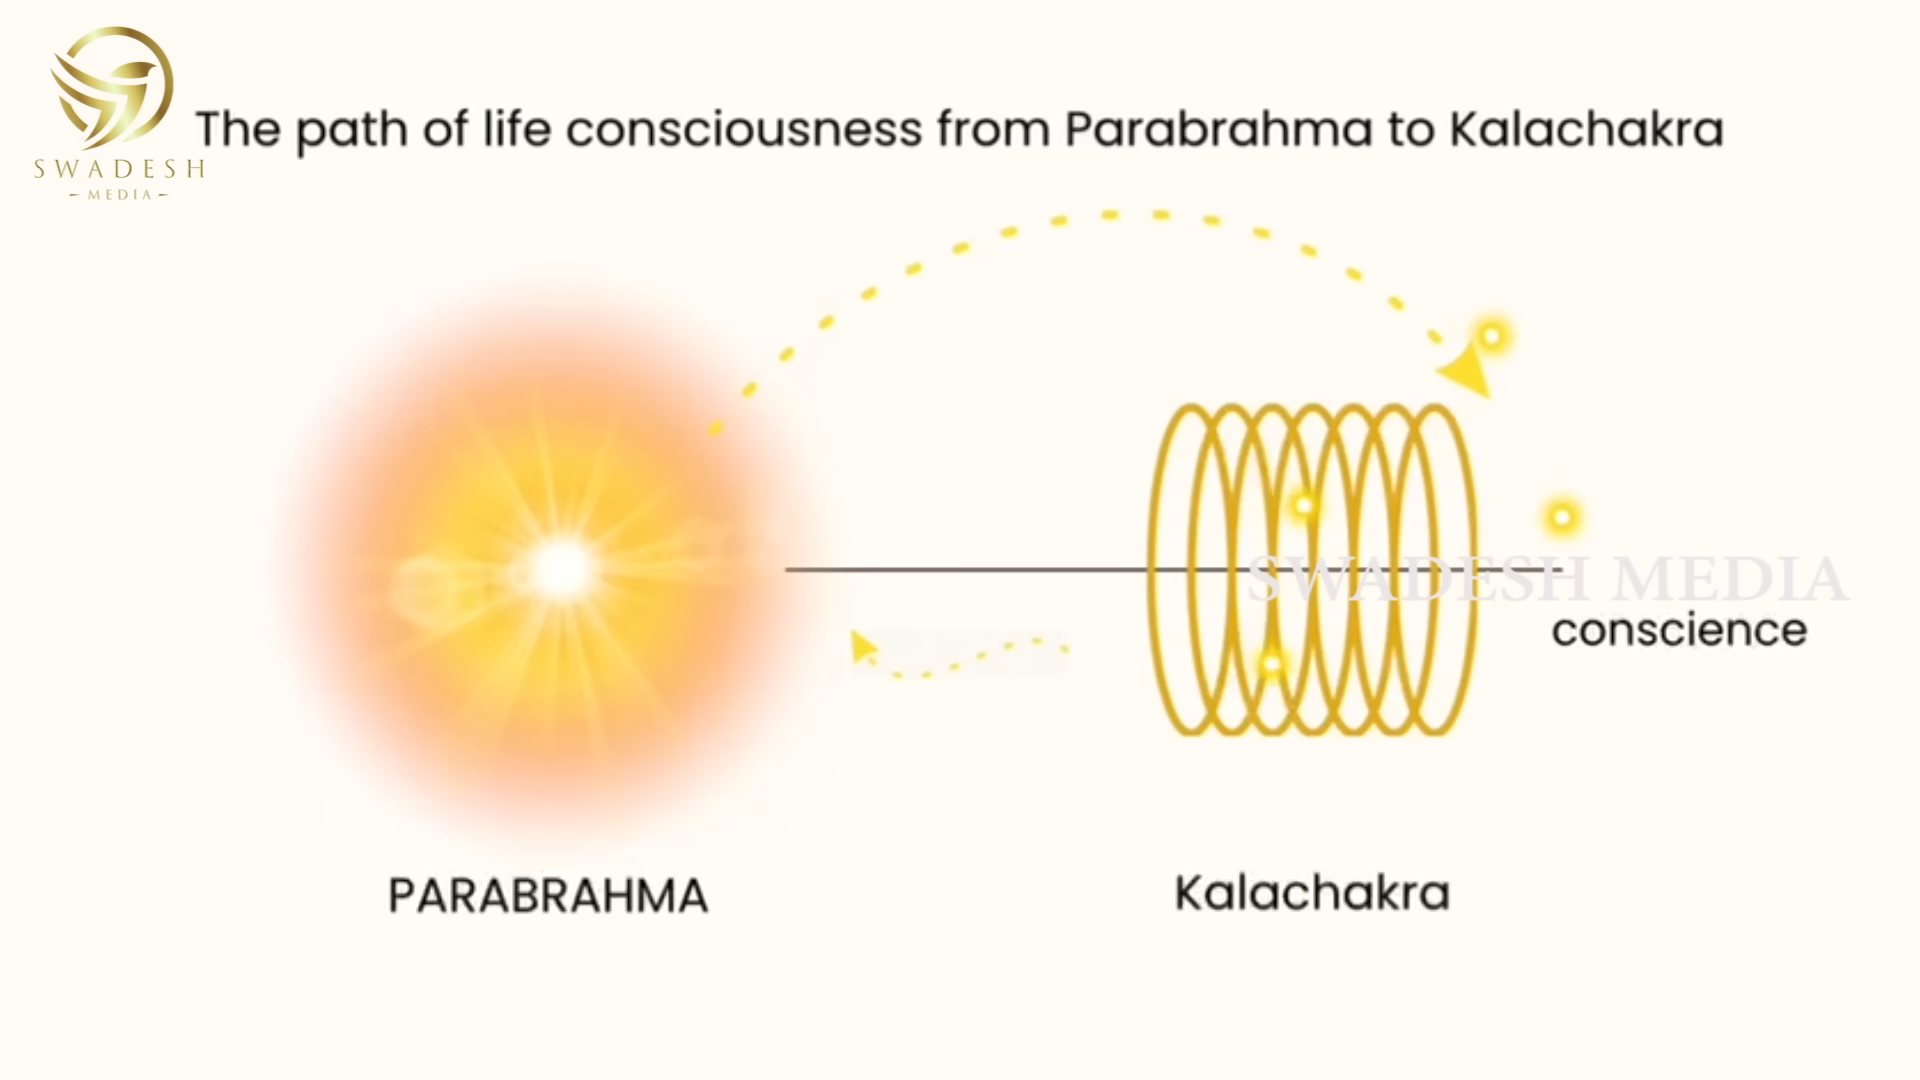 SWADESH
- MEDIA -
The path of life consciousness from Parabrahma to Kalachakra
SWADESH MEDIA
conscience
PARABRAHMA
Kalachakra